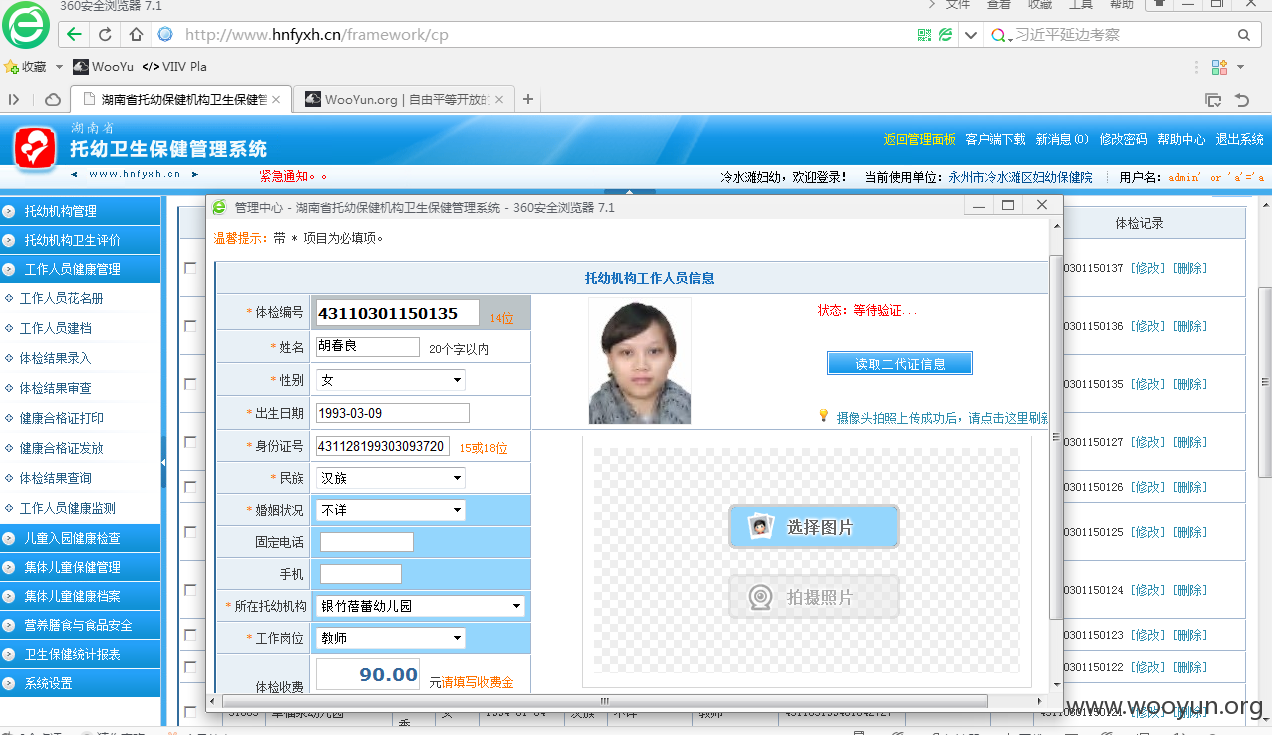 360安全浏览器 7.1
文件 查看 收藏 工具 帮助
http://www.hnfyxh.cn/framework/cp
习近平延边考察
收藏 WooYu </> VIIV Pla
湖南省托幼保健机构卫生保健管
WooYun.org | 自由平等开放的
湖南省
托幼卫生保健管理系统
www.hnfyxh.cn
返回管理面板 客户端下载 新消息(0) 修改密码 帮助中心 退出系统
紧急通知。。
冷水滩妇幼，欢迎登录！ 当前使用单位：永州市冷水滩区妇幼保健院 用户名：admin' or 'a'='a
托幼机构管理
托幼机构卫生评价
工作人员健康管理
工作人员花名册
工作人员建档
体检结果录入
体检结果审查
健康合格证打印
健康合格证发放
体检结果查询
工作人员健康监测
儿童入园健康检查
集体儿童保健管理
集体儿童健康档案
营养膳食与食品安全
卫生保健统计报表
系统设置
管理中心 - 湖南省托幼保健机构卫生保健管理系统 - 360安全浏览器 7.1
温馨提示：带 * 项目为必填项。
托幼机构工作人员信息
* 体检编号 43110301150135 14位
* 姓名 胡春良 20个字以内
* 性别 女
* 出生日期 1993-03-09
* 身份证号 431128199303093720 15或18位
* 民族 汉族
* 婚姻状况 不详
固定电话
手机
* 所在托幼机构 银竹蓓蕾幼儿园
* 工作岗位 教师
体检收费 90.00 元请填写收费金
状态：等待验证...
读取二代证信息
摄像头拍照上传成功后，请点击这里刷新
选择图片
拍摄照片
体检记录
0301150137 [修改] [删除]
0301150136 [修改] [删除]
0301150135 [修改] [删除]
0301150127 [修改] [删除]
0301150126 [修改] [删除]
0301150125 [修改] [删除]
0301150124 [修改] [删除]
0301150123 [修改] [删除]
0301150122 [修改] [删除]
www.wooyun.org